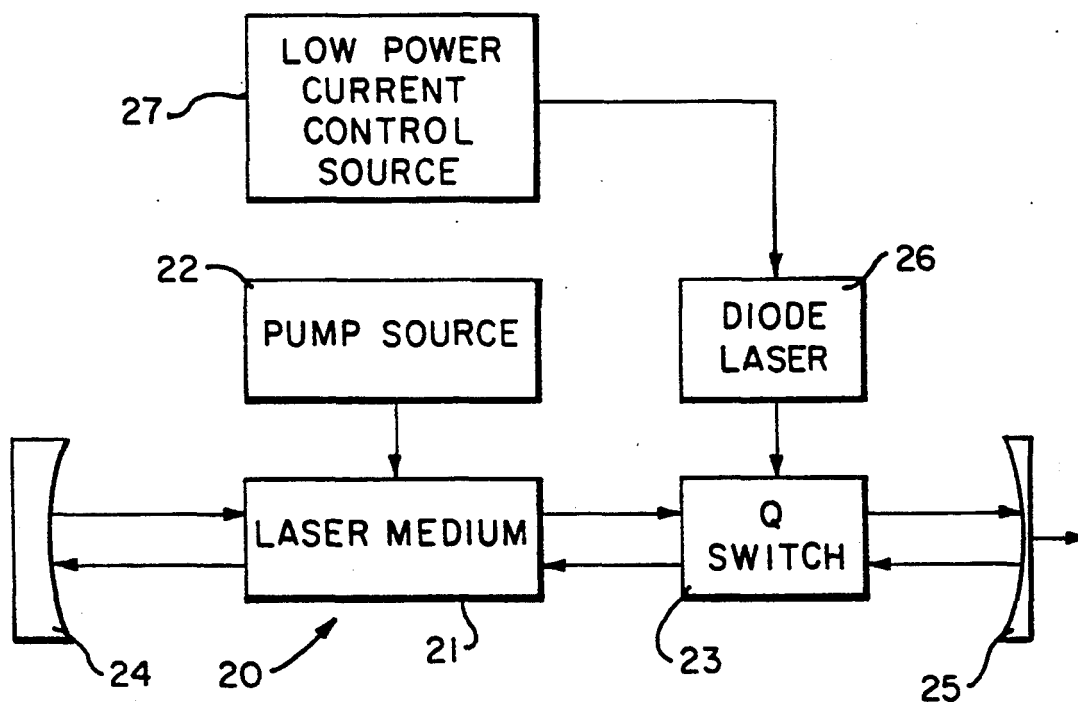 LOW POWER
CURRENT
CONTROL
SOURCE
27
22
PUMP SOURCE
26
DIODE
LASER
LASER MEDIUM
Q
SWITCH
24
20
21
23
25